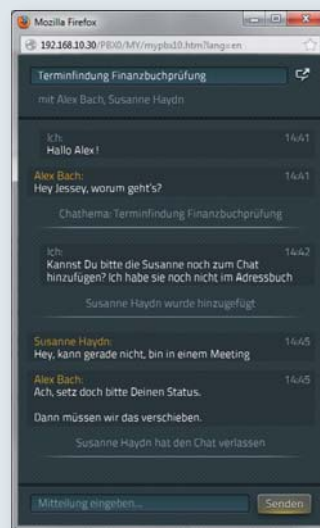 Mozilla Firefox
192.168.10.30/PBX0/MY/mypbx10.htm?lang=en
Terminfindung Finanzbuchprüfung
mit Alex Bach, Susanne Haydn
Ich: 14:41
Hallo Alex!
Alex Bach: 14:41
Hey Jessey, worum geht's?
Chathema: Terminfindung Finanzbuchprüfung
Ich: 14:42
Kannst Du bitte die Susanne noch zum Chat
hinzufügen? Ich habe sie noch nicht im Adressbuch
Susanne Haydn wurde hinzugefügt
Susanne Haydn: 14:45
Hey, kann gerade nicht, bin in einem Meeting
Alex Bach: 14:45
Ach, setz doch bitte Deinen Status.
Dann müssen wir das verschieben.
Susanne Haydn hat den Chat verlassen
Mitteilung eingeben...
Senden